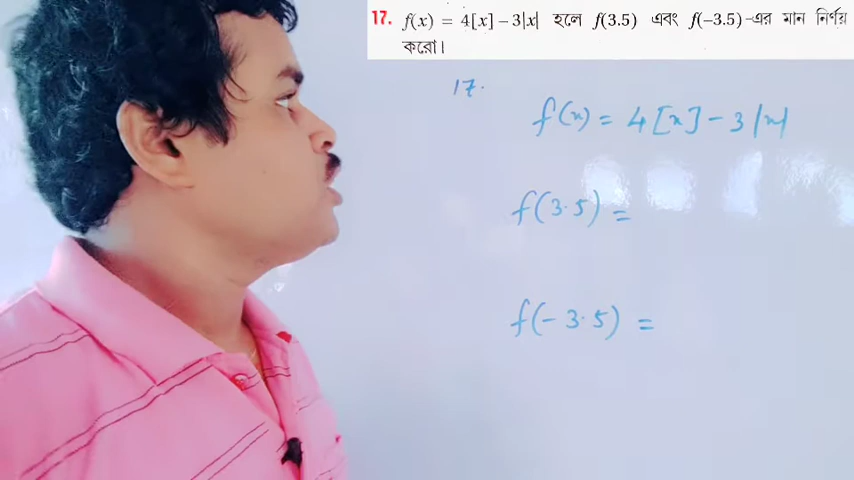 17. f(x) = 4[x] – 3|x| হলে f(3.5) এবং f(–3.5)-এর মান নির্ণয়
করো।
17.
f(x) = 4[x] – 3|x|
f(3.5) =
f(–3.5) =